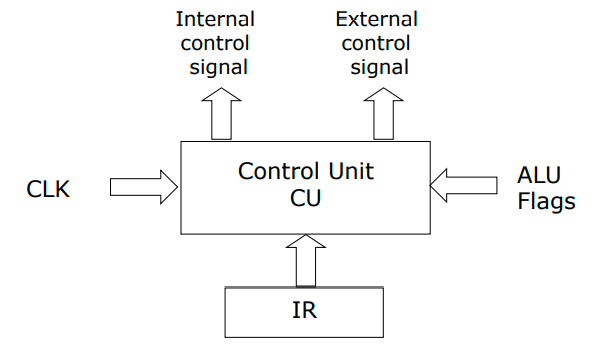 Internal
control
signal
External
control
signal
Control Unit
CU
CLK
ALU
Flags
IR